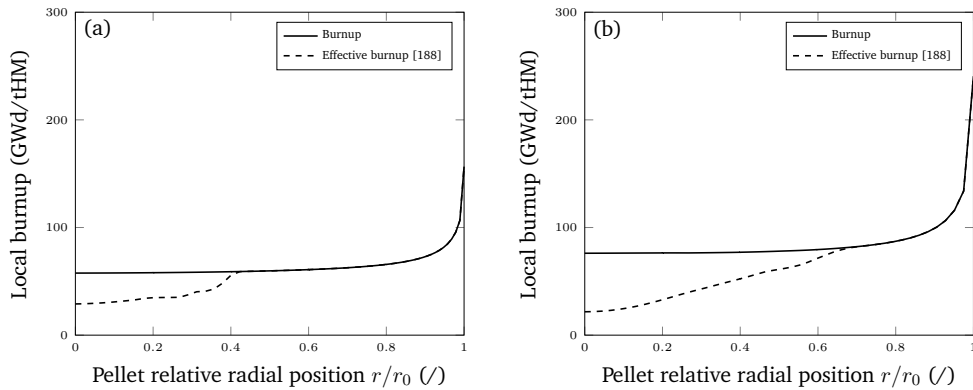 (a)
Burnup
Effective burnup [188]
300
200
100
0
0 0.2 0.4 0.6 0.8 1
Local burnup (GWd/tHM)
Pellet relative radial position r/r0 (/)
(b)
Burnup
Effective burnup [188]
300
200
100
0
0 0.2 0.4 0.6 0.8 1
Local burnup (GWd/tHM)
Pellet relative radial position r/r0 (/)